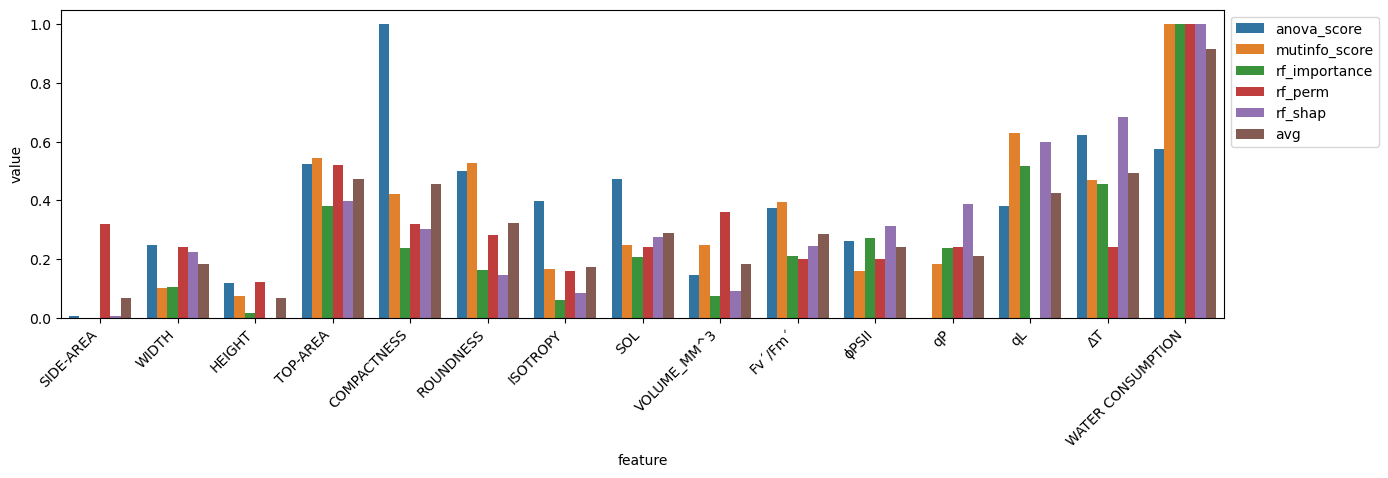 1.0
0.8
0.6
0.4
0.2
0.0
value
SIDE-AREA
WIDTH
HEIGHT
TOP-AREA
COMPACTNESS
ROUNDNESS
ISOTROPY
SOL
VOLUME_MM^3
Fv´/Fm´
ϕPSII
qP
qL
ΔT
WATER CONSUMPTION
feature
anova_score
mutinfo_score
rf_importance
rf_perm
rf_shap
avg